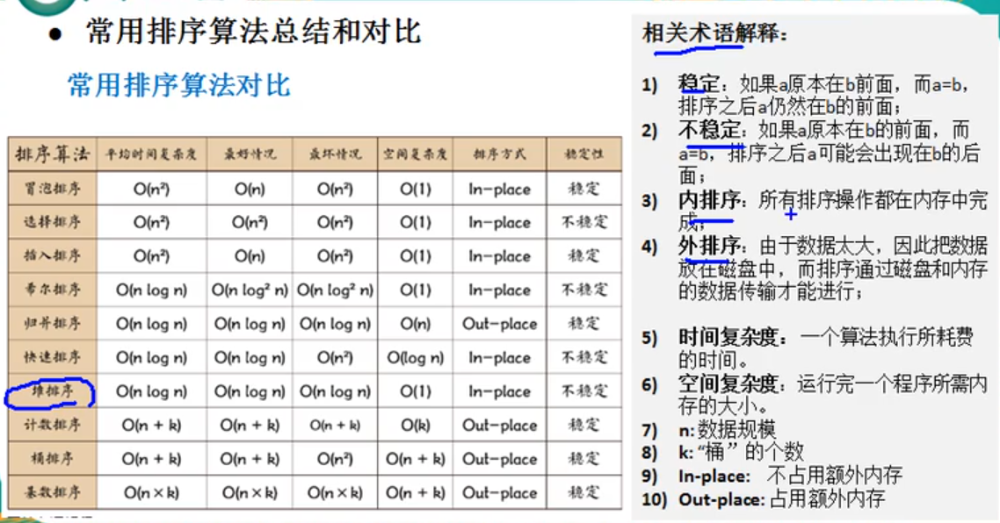 ● 常用排序算法总结和对比
常用排序算法对比
排序算法 平均时间复杂度 最好情况 最坏情况 空间复杂度 排序方式 稳定性
冒泡排序 O(n²) O(n) O(n²) O(1) In-place 稳定
选择排序 O(n²) O(n²) O(n²) O(1) In-place 不稳定
插入排序 O(n²) O(n) O(n²) O(1) In-place 稳定
希尔排序 O(n log n) O(n log² n) O(n log² n) O(1) In-place 不稳定
归并排序 O(n log n) O(n log n) O(n log n) O(n) Out-place 稳定
快速排序 O(n log n) O(n log n) O(n²) O(log n) In-place 不稳定
堆排序 O(n log n) O(n log n) O(n log n) O(1) In-place 不稳定
计数排序 O(n + k) O(n + k) O(n + k) O(k) Out-place 稳定
桶排序 O(n + k) O(n + k) O(n²) O(n + k) Out-place 稳定
基数排序 O(n×k) O(n×k) O(n×k) O(n + k) Out-place 稳定
相关术语解释：
1) 稳定：如果a原本在b前面，而a=b，
排序之后a仍然在b的前面；
2) 不稳定：如果a原本在b的前面，而
a=b，排序之后a可能会出现在b的后
面；
3) 内排序：所有排序操作都在内存中完
成；
4) 外排序：由于数据太大，因此把数据
放在磁盘中，而排序通过磁盘和内存
的数据传输才能进行；
5) 时间复杂度： 一个算法执行所耗费
的时间。
6) 空间复杂度：运行完一个程序所需内
存的大小。
7) n: 数据规模
8) k: “桶”的个数
9) In-place: 不占用额外内存
10) Out-place: 占用额外内存